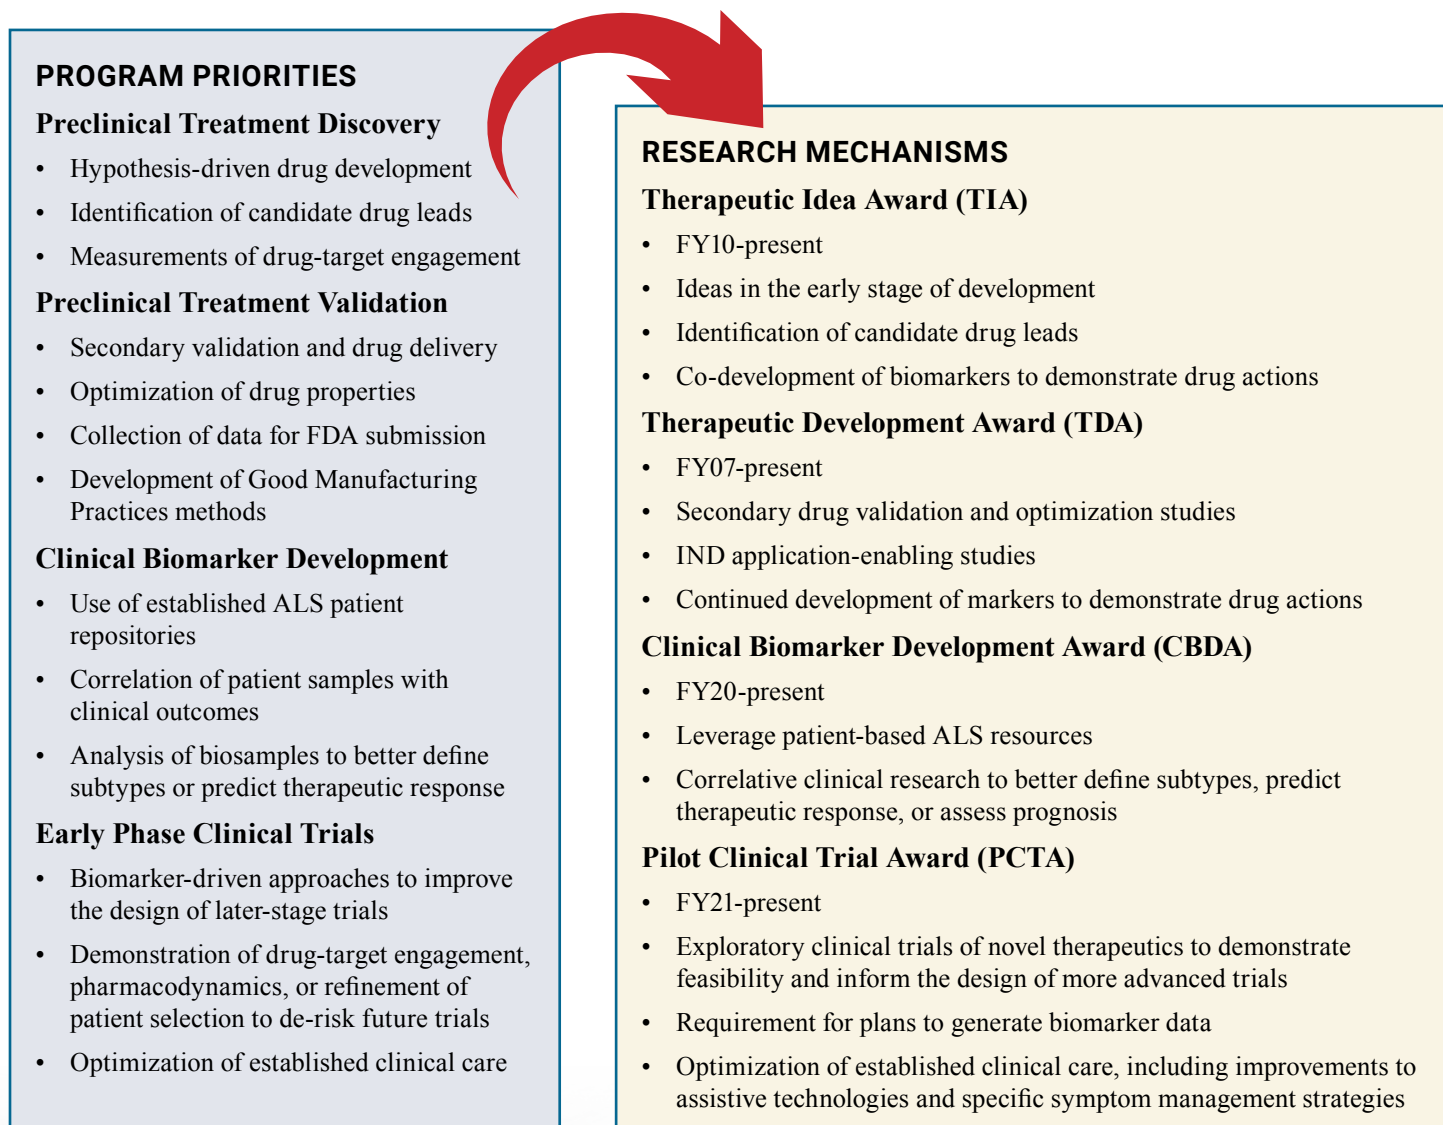 PROGRAM PRIORITIES
Preclinical Treatment Discovery
• Hypothesis-driven drug development
• Identification of candidate drug leads
• Measurements of drug-target engagement
Preclinical Treatment Validation
• Secondary validation and drug delivery
• Optimization of drug properties
• Collection of data for FDA submission
• Development of Good Manufacturing
Practices methods
Clinical Biomarker Development
• Use of established ALS patient
repositories
• Correlation of patient samples with
clinical outcomes
• Analysis of biosamples to better define
subtypes or predict therapeutic response
Early Phase Clinical Trials
• Biomarker-driven approaches to improve
the design of later-stage trials
• Demonstration of drug-target engagement,
pharmacodynamics, or refinement of
patient selection to de-risk future trials
• Optimization of established clinical care
RESEARCH MECHANISMS
Therapeutic Idea Award (TIA)
• FY10-present
• Ideas in the early stage of development
• Identification of candidate drug leads
• Co-development of biomarkers to demonstrate drug actions
Therapeutic Development Award (TDA)
• FY07-present
• Secondary drug validation and optimization studies
• IND application-enabling studies
• Continued development of markers to demonstrate drug actions
Clinical Biomarker Development Award (CBDA)
• FY20-present
• Leverage patient-based ALS resources
• Correlative clinical research to better define subtypes, predict
therapeutic response, or assess prognosis
Pilot Clinical Trial Award (PCTA)
• FY21-present
• Exploratory clinical trials of novel therapeutics to demonstrate
feasibility and inform the design of more advanced trials
• Requirement for plans to generate biomarker data
• Optimization of established clinical care, including improvements to
assistive technologies and specific symptom management strategies